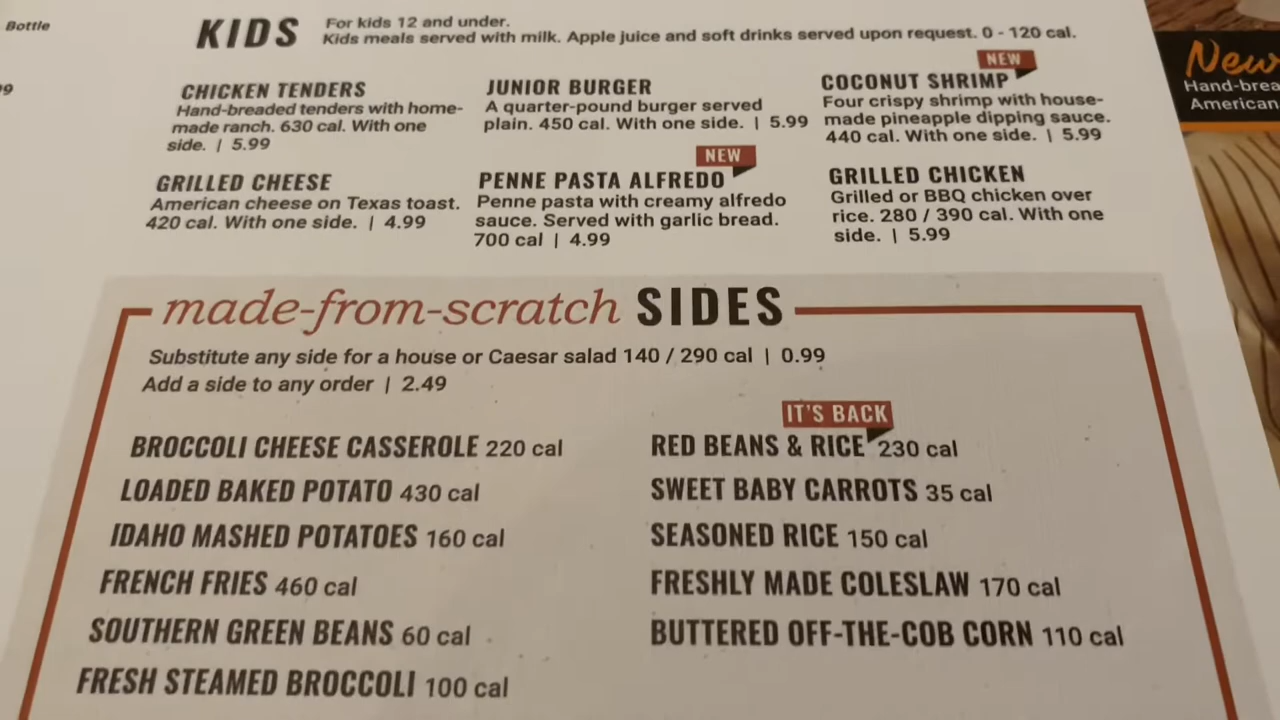 Bottle
9
KIDS
For kids 12 and under.
Kids meals served with milk. Apple juice and soft drinks served upon request. 0 - 120 cal.
CHICKEN TENDERS
Hand-breaded tenders with home-
made ranch. 630 cal. With one
side. | 5.99
JUNIOR BURGER
A quarter-pound burger served
plain. 450 cal. With one side. | 5.99
NEW
COCONUT SHRIMP
Four crispy shrimp with house-
made pineapple dipping sauce.
440 cal. With one side. | 5.99
GRILLED CHEESE
American cheese on Texas toast.
420 cal. With one side. | 4.99
NEW
PENNE PASTA ALFREDO
Penne pasta with creamy alfredo
sauce. Served with garlic bread.
700 cal | 4.99
GRILLED CHICKEN
Grilled or BBQ chicken over
rice. 280 / 390 cal. With one
side. | 5.99
made-from-scratch SIDES
Substitute any side for a house or Caesar salad 140 / 290 cal | 0.99
Add a side to any order | 2.49
BROCCOLI CHEESE CASSEROLE 220 cal
LOADED BAKED POTATO 430 cal
IDAHO MASHED POTATOES 160 cal
FRENCH FRIES 460 cal
SOUTHERN GREEN BEANS 60 cal
FRESH STEAMED BROCCOLI 100 cal
IT'S BACK
RED BEANS & RICE 230 cal
SWEET BABY CARROTS 35 cal
SEASONED RICE 150 cal
FRESHLY MADE COLESLAW 170 cal
BUTTERED OFF-THE-COB CORN 110 cal
New
Hand-brea
American